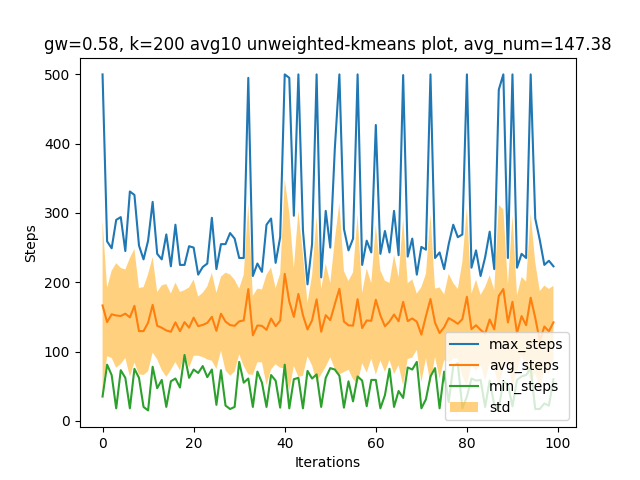 gw=0.58, k=200 avg10 unweighted-kmeans plot, avg_num=147.38
500
400
300
200
100
0
Steps
0
20
40
60
80
100
Iterations
max_steps
avg_steps
min_steps
std